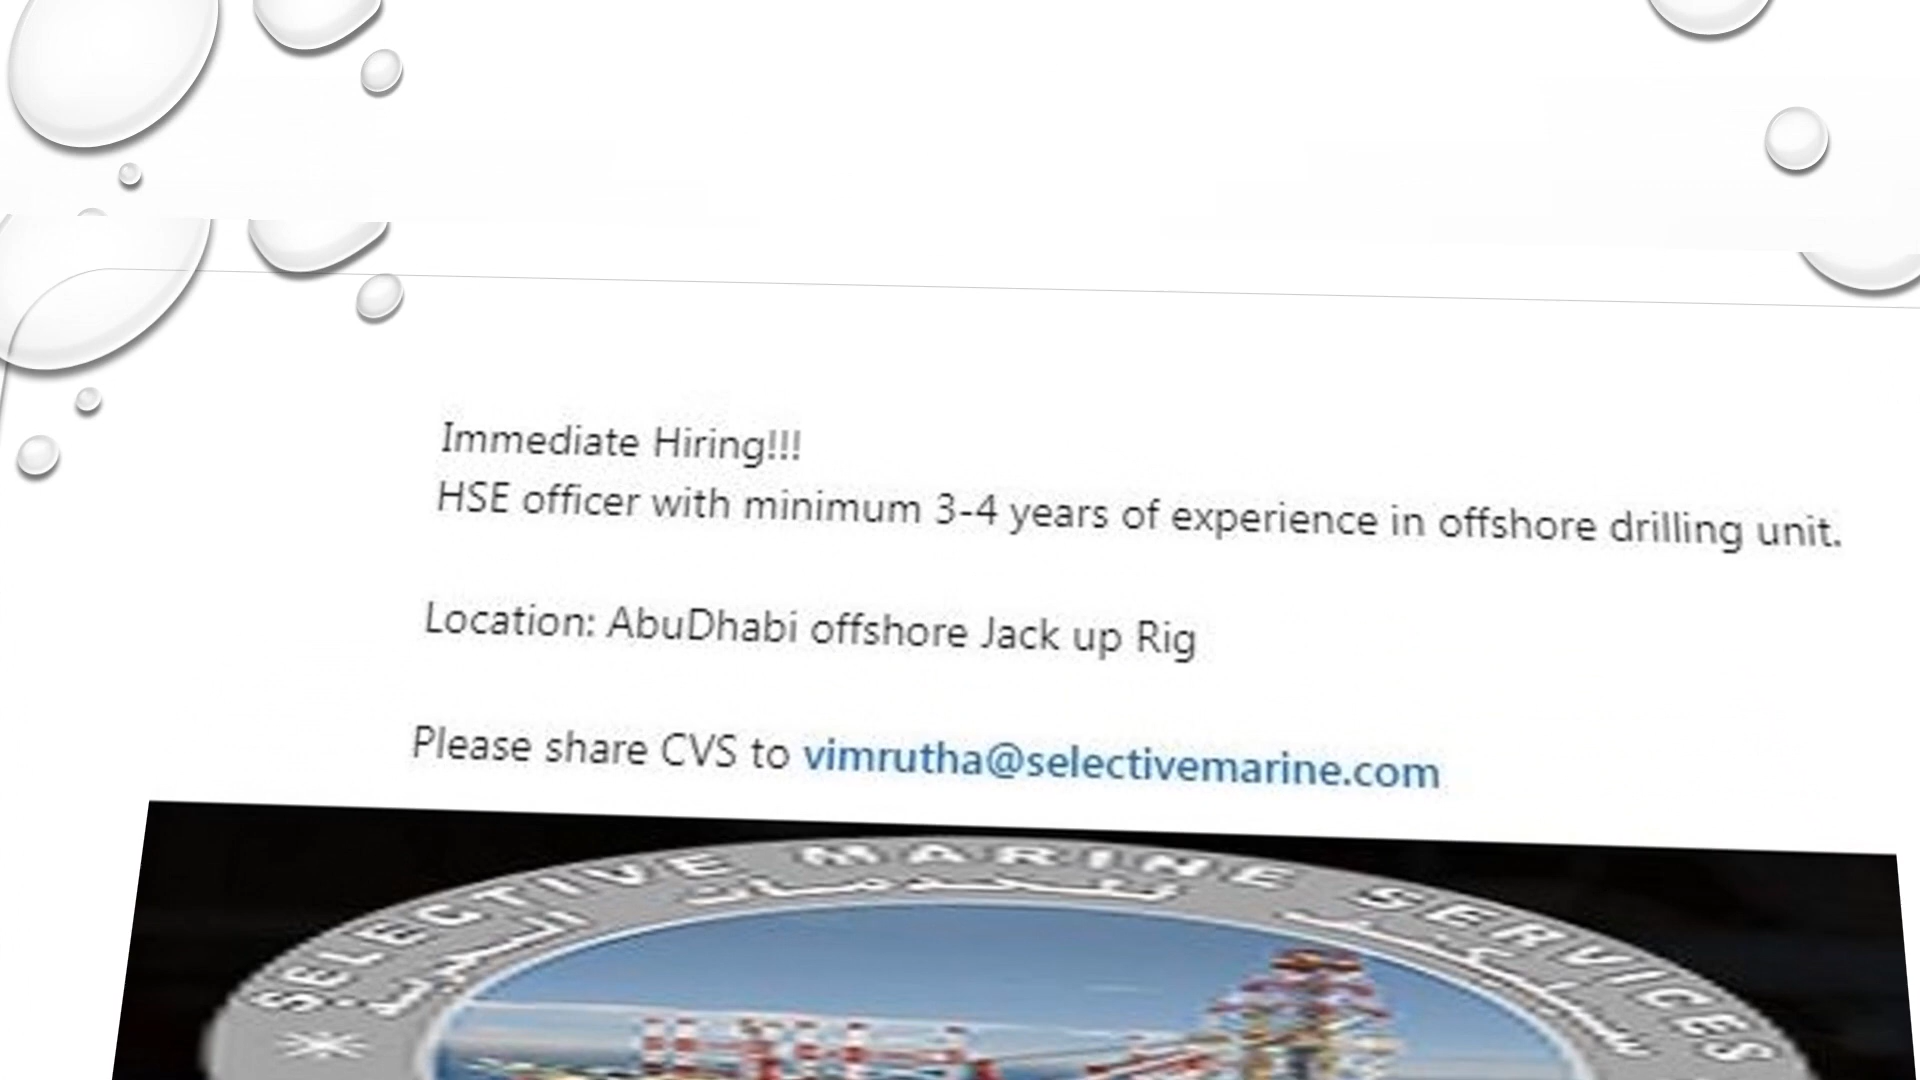 Immediate Hiring!!!
HSE officer with minimum 3-4 years of experience in offshore drilling unit.
Location: AbuDhabi offshore Jack up Rig
Please share CVS to vimrutha@selectivemarine.com
SELECTIVE MARINE SERVICES